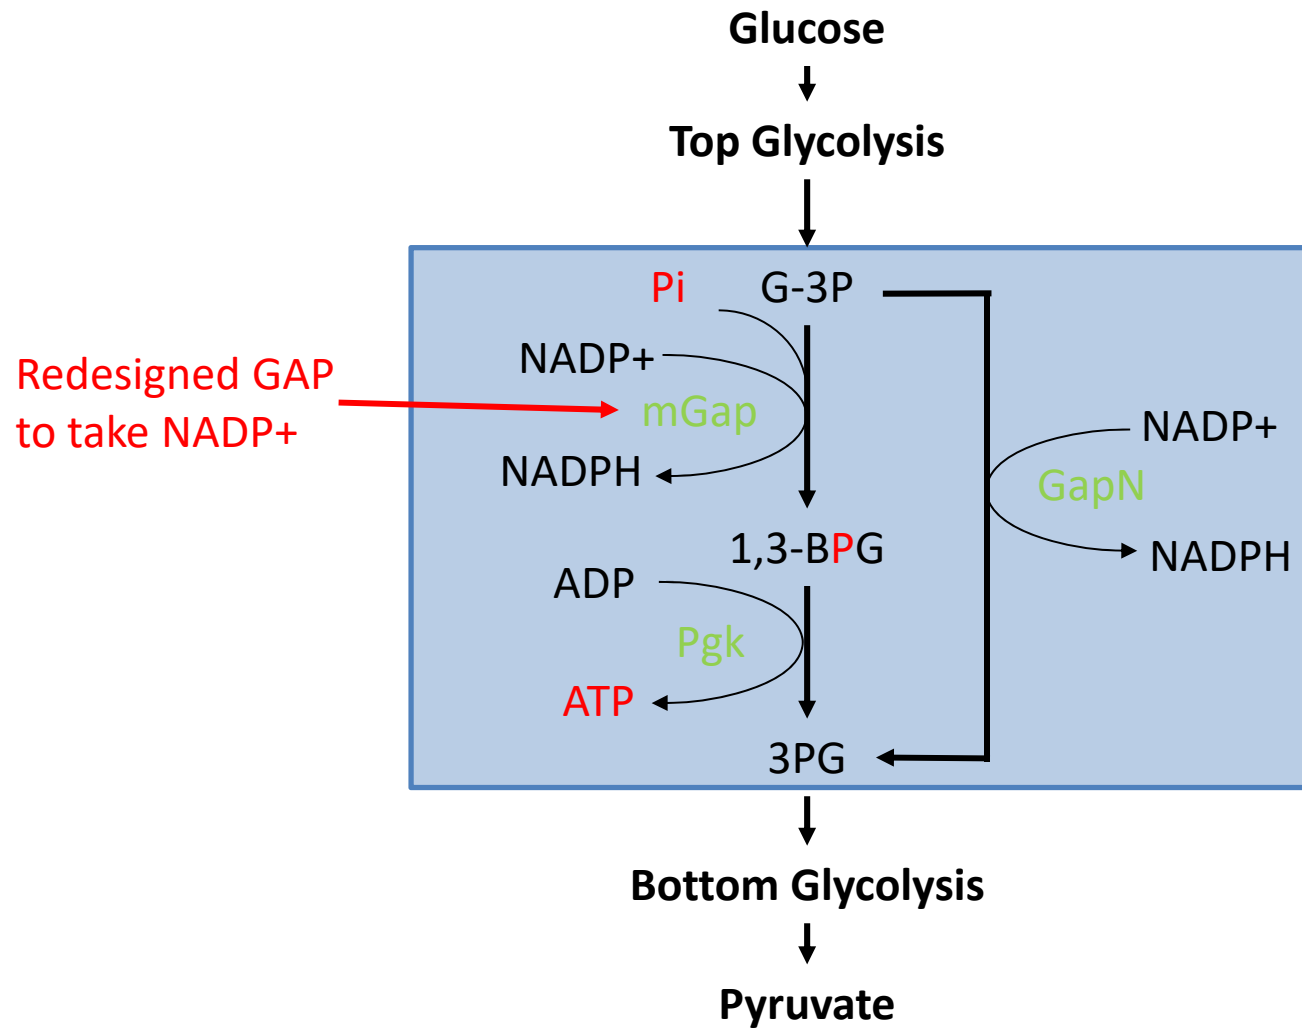 Glucose
Top Glycolysis
Pi
G-3P
NADP+
Redesigned GAP
to take NADP+
mGap
NADPH
NADP+
GapN
NADPH
1,3-BPG
ADP
Pgk
ATP
3PG
Bottom Glycolysis
Pyruvate